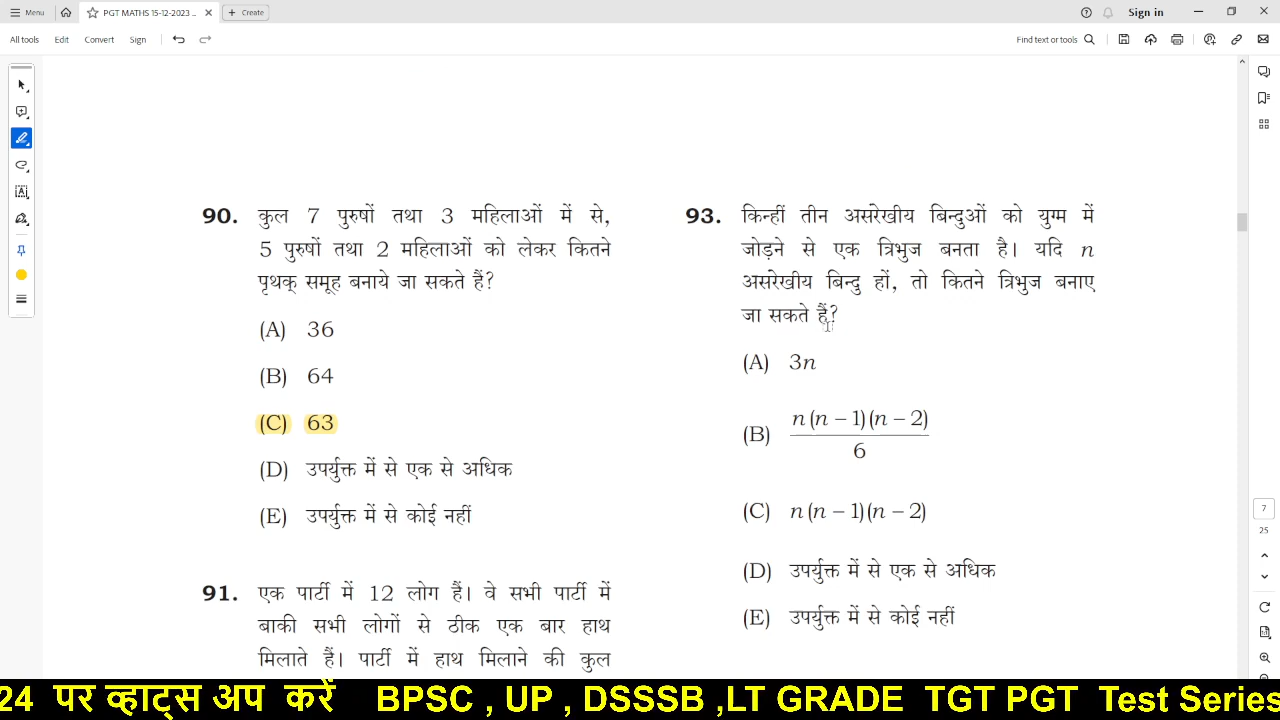 Menu
PGT MATHS 15-12-2023 ...
Create
Sign in
All tools
Edit
Convert
Sign
Find text or tools
90. कुल 7 पुरुषों तथा 3 महिलाओं में से,
5 पुरुषों तथा 2 महिलाओं को लेकर कितने
पृथक् समूह बनाये जा सकते हैं?
(A) 36
(B) 64
(C) 63
(D) उपर्युक्त में से एक से अधिक
(E) उपर्युक्त में से कोई नहीं
91. एक पार्टी में 12 लोग हैं। वे सभी पार्टी में
बाकी सभी लोगों से ठीक एक बार हाथ
मिलाते हैं। पार्टी में हाथ मिलाने की कुल
93. किन्हीं तीन असरेखीय बिन्दुओं को युग्म में
जोड़ने से एक त्रिभुज बनता है। यदि n
असरेखीय बिन्दु हों, तो कितने त्रिभुज बनाए
जा सकते हैं?
(A) 3n
(B) n(n − 1)(n − 2)
6
(C) n(n − 1)(n − 2)
(D) उपर्युक्त में से एक से अधिक
(E) उपर्युक्त में से कोई नहीं
7
25
24 पर व्हाट्स अप करें BPSC , UP , DSSSB ,LT GRADE TGT PGT Test Series